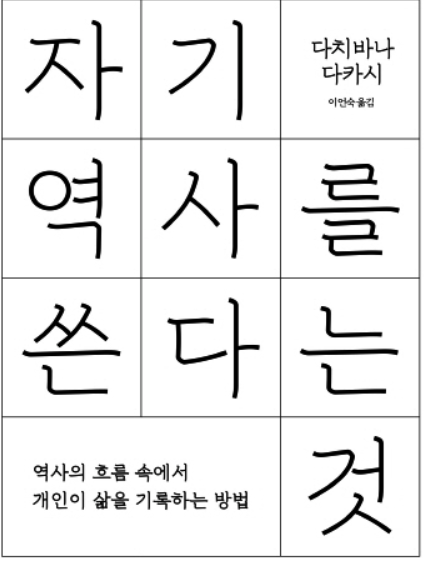 자기
다치바나
다카시
이언숙 옮김
역사를
쓴다는
역사의 흐름 속에서
개인이 삶을 기록하는 방법
것